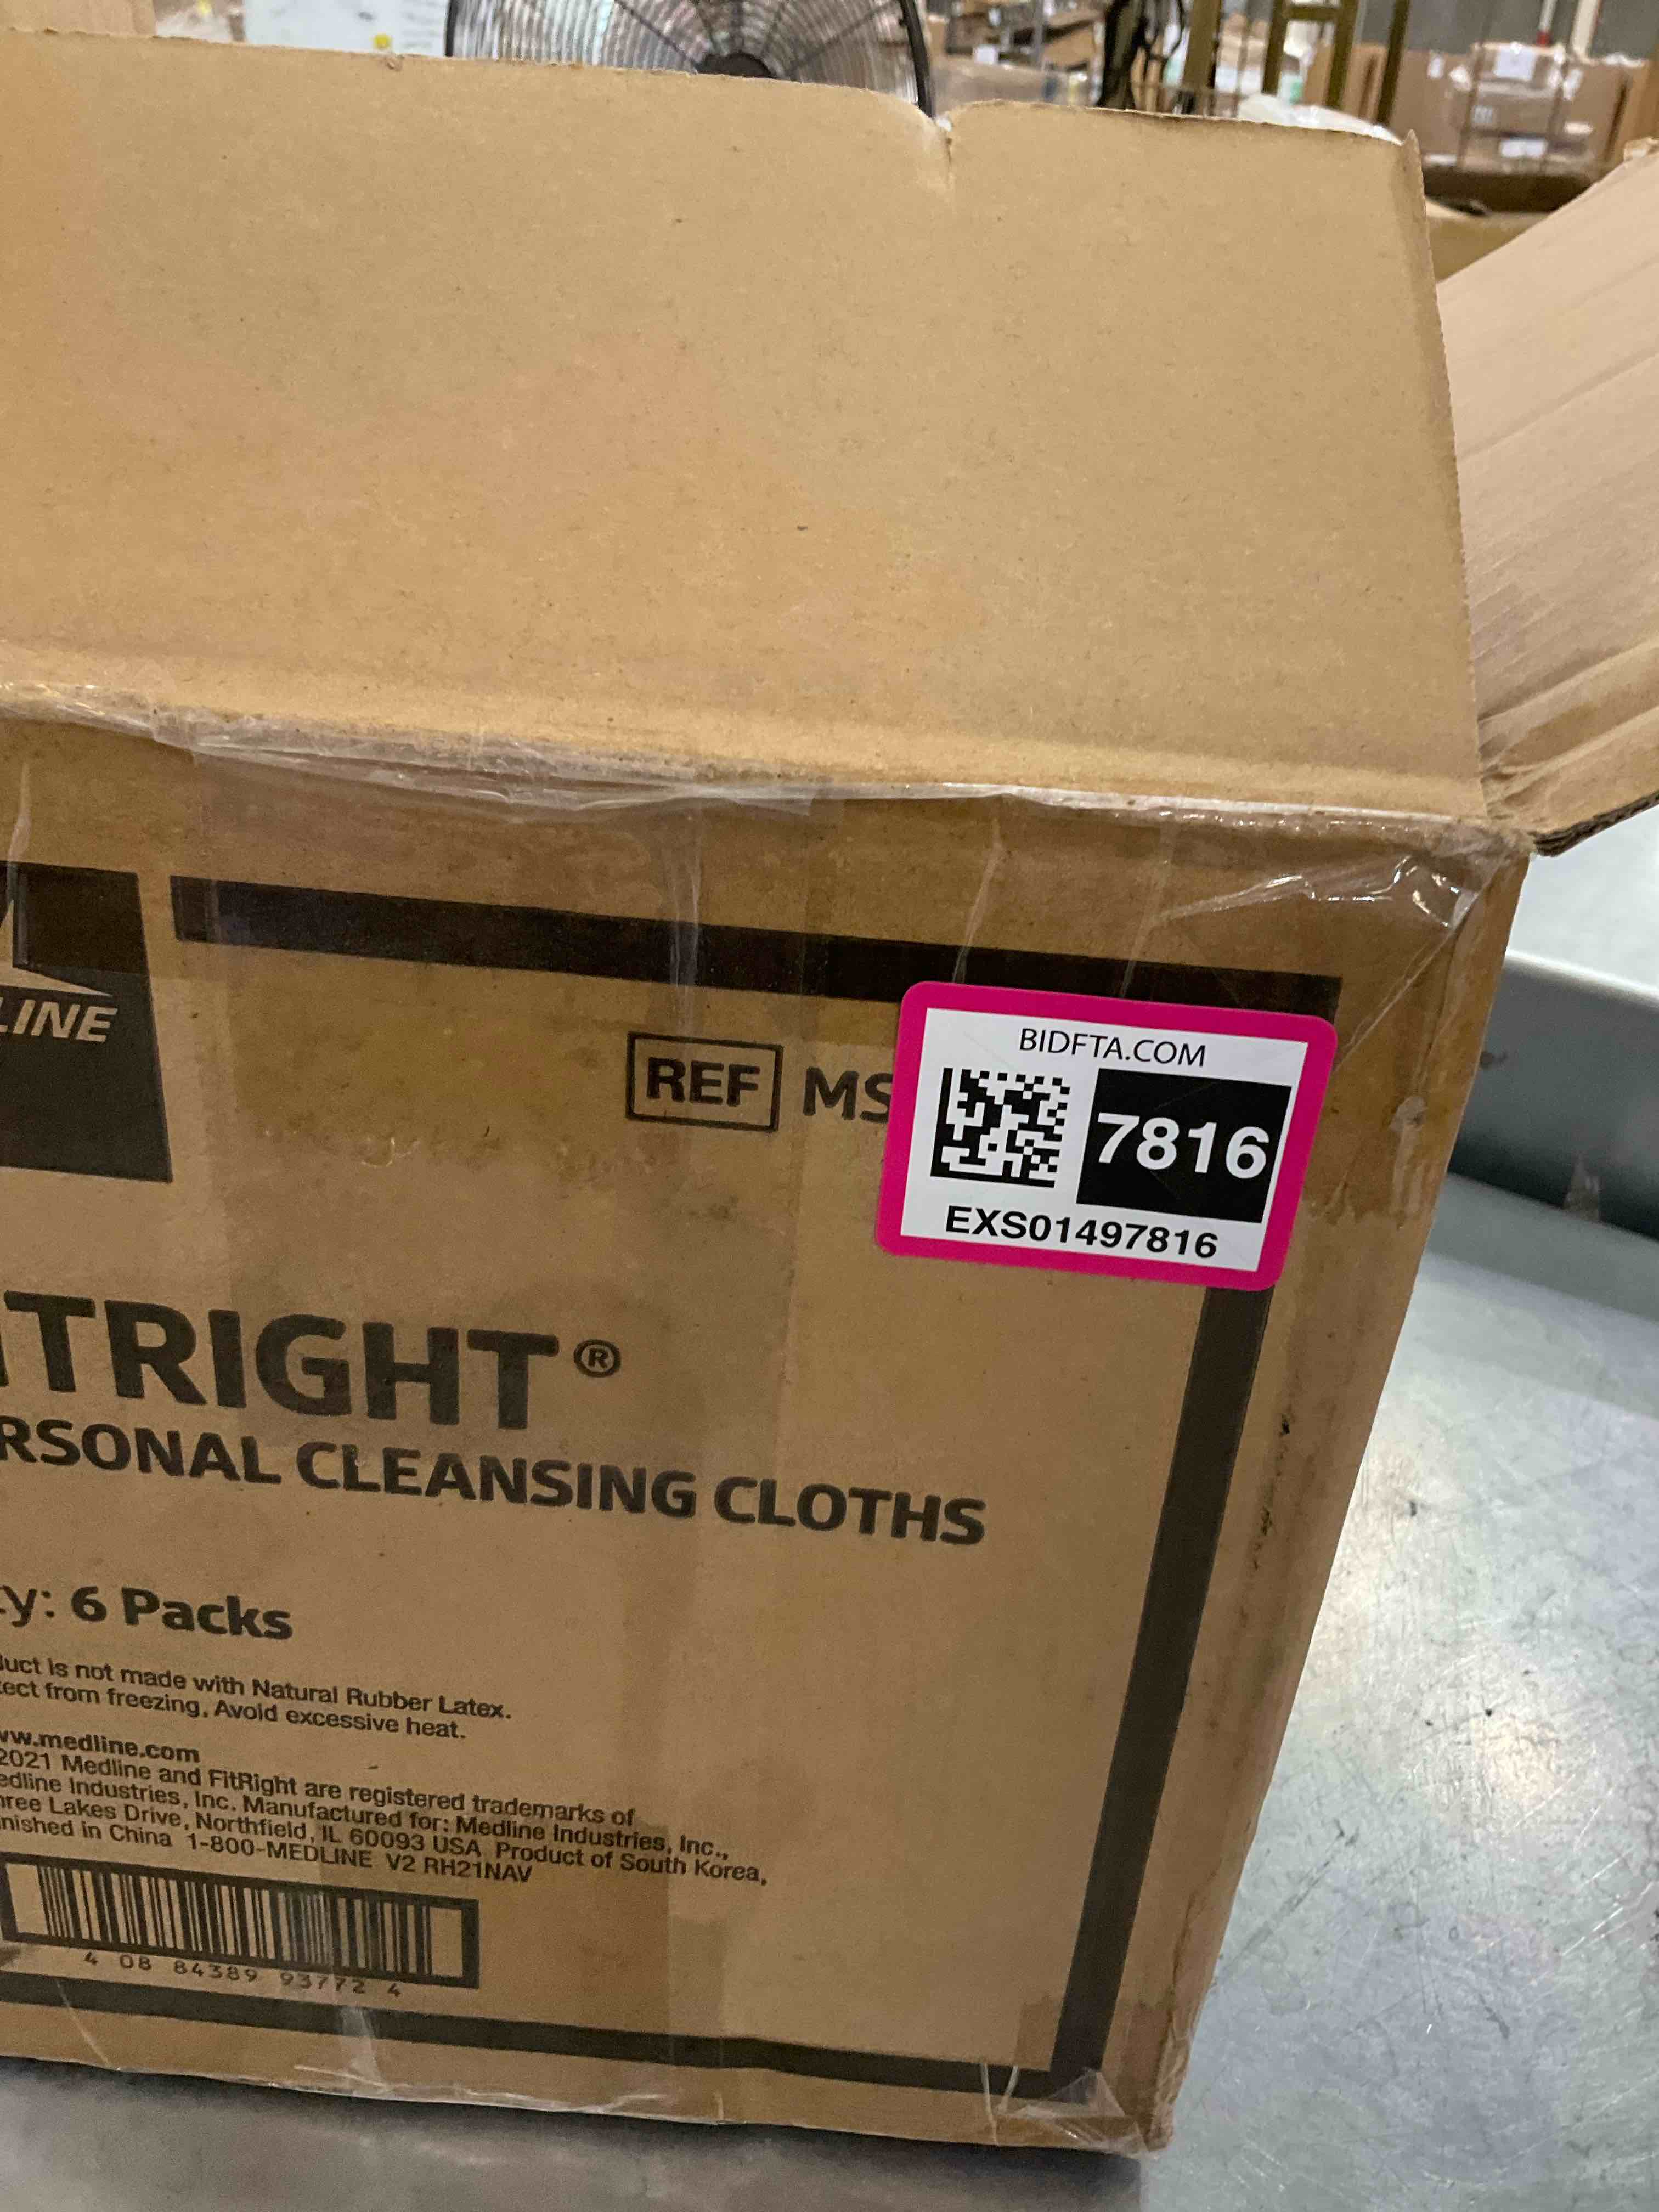 LINE
REF MS
BIDFTA.COM
7816
EXS01497816
ITRIGHT®
RSONAL CLEANSING CLOTHS
y: 6 Packs
duct is not made with Natural Rubber Latex.
tect from freezing, Avoid excessive heat.
ww.medline.com
2021 Medline and FitRight are registered trademarks of
edline Industries, Inc. Manufactured for: Medline Industries, Inc.,
hree Lakes Drive, Northfield, IL 60093 USA Product of South Korea,
nished in China 1-800-MEDLINE V2 RH21NAV
4 08 84389 93772 4